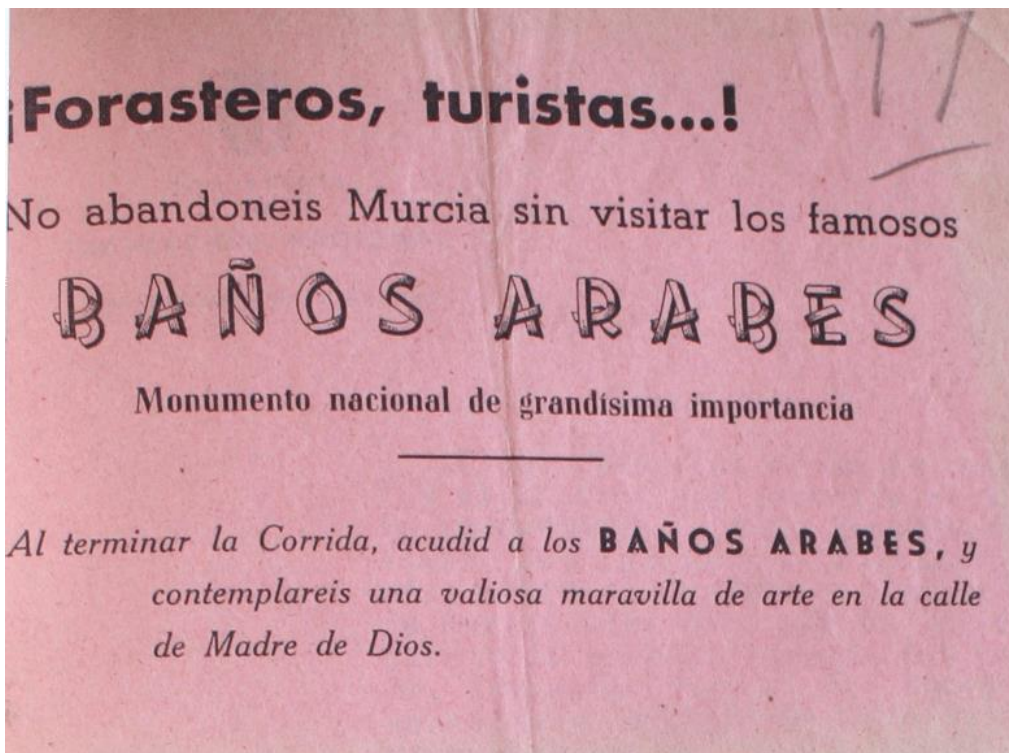 17
¡Forasteros, turistas...!
No abandoneis Murcia sin visitar los famosos
BAÑOS ARABES
Monumento nacional de grandísima importancia
Al terminar la Corrida, acudid a los BAÑOS ARABES, y
contemplareis una valiosa maravilla de arte en la calle
de Madre de Dios.